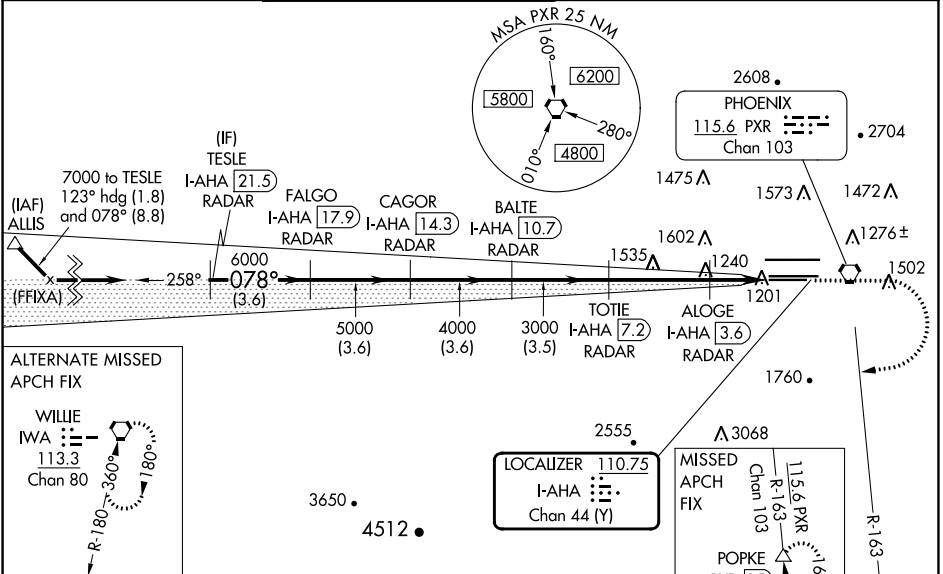 MSA PXR 25 NM
160°
6200
5800
280°
010°
4800
2608
PHOENIX
115.6 PXR
Chan 103
2704
1475
1573
1472
1602
1276±
1535
1240
1502
1201
(IAF)
ALLIS
7000 to TESLE
123° hdg (1.8)
and 078° (8.8)
(FFIXA)
(IF)
TESLE
I-AHA 21.5
RADAR
FALGO
I-AHA 17.9
RADAR
CAGOR
I-AHA 14.3
RADAR
BALTE
I-AHA 10.7
RADAR
258°
6000
078°
(3.6)
5000
(3.6)
4000
(3.6)
3000
(3.5)
TOTIE
I-AHA 7.2
RADAR
ALOGE
I-AHA 3.6
RADAR
1760
ALTERNATE MISSED
APCH FIX
WILLIE
IWA
113.3
Chan 80
360°
180°
R-180
2555
3068
LOCALIZER 110.75
I-AHA
Chan 44 (Y)
3650
4512
MISSED
APCH
FIX
115.6 PXR
Chan 103
R-163
POPKE
R-163